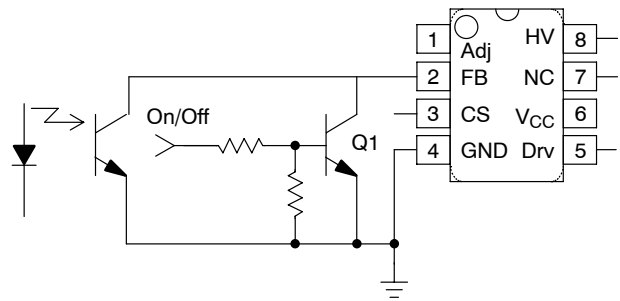 1 Adj HV 8
2 FB NC 7
3 CS VCC 6
4 GND Drv 5
On/Off
Q1